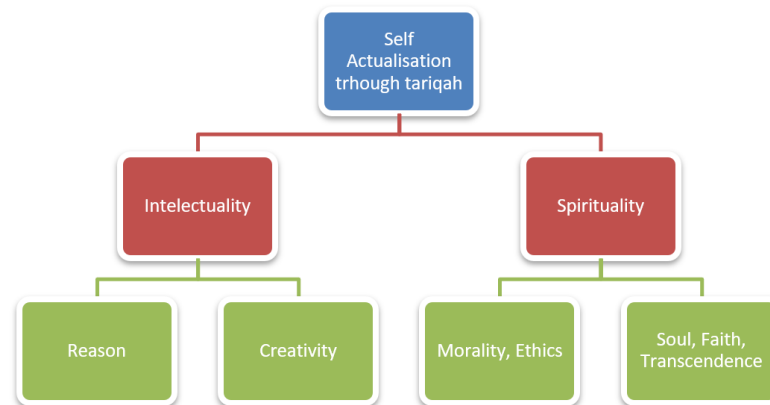 Self
Actualisation
trhough tariqah
Intelectuality
Spirituality
Reason
Creativity
Morality, Ethics
Soul, Faith,
Transcendence